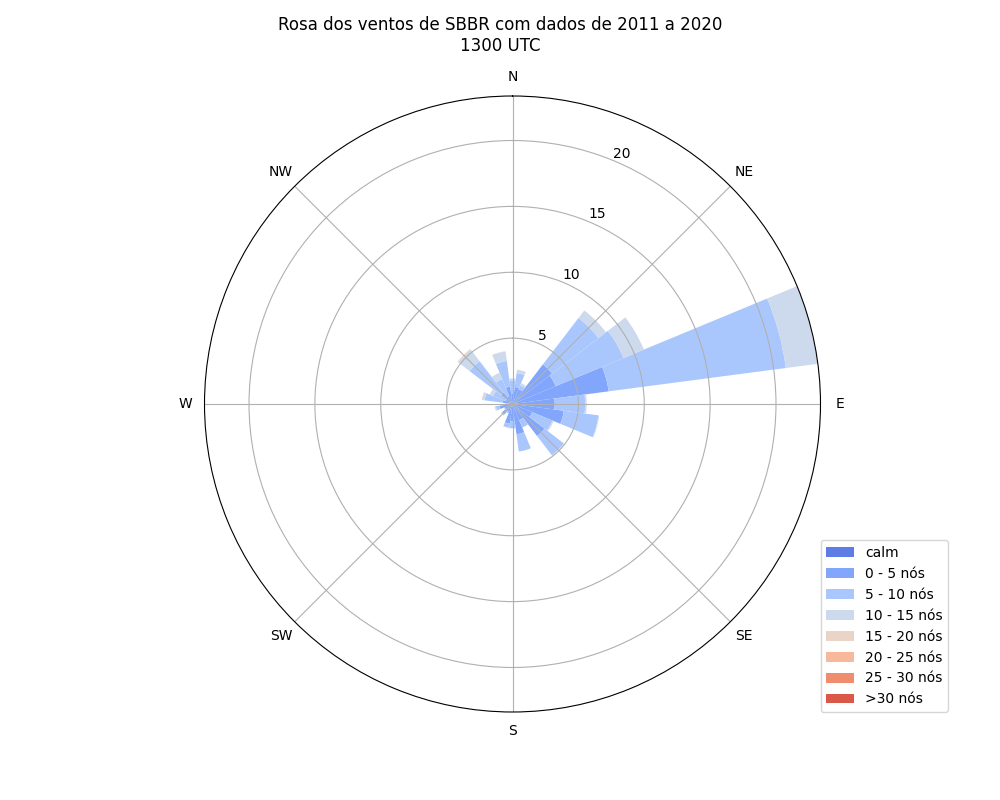 Rosa dos ventos de SBBR com dados de 2011 a 2020
1300 UTC
N
NW
NE
20
15
10
5
W
E
SW
SE
S
calm
0 - 5 nós
5 - 10 nós
10 - 15 nós
15 - 20 nós
20 - 25 nós
25 - 30 nós
>30 nós